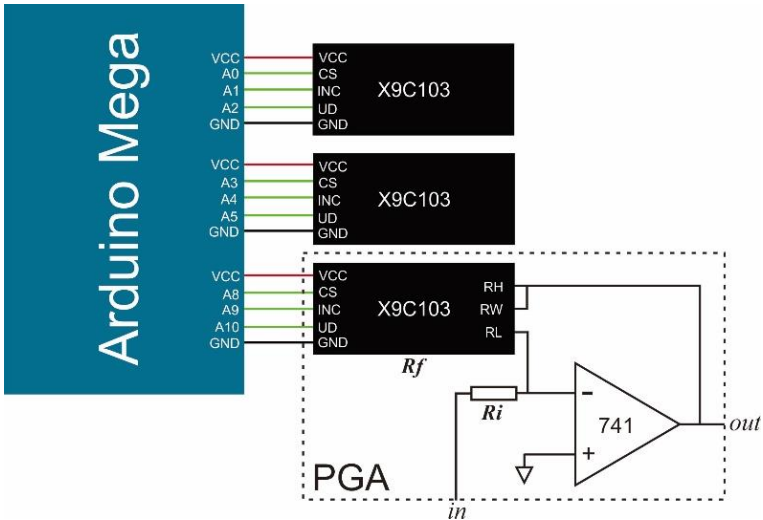 Arduino Mega
VCC VCC
A0 CS
A1 INC X9C103
A2 UD
GND GND
VCC VCC
A3 CS
A4 INC X9C103
A5 UD
GND GND
VCC VCC
A8 CS RH
A9 INC X9C103 RW
A10 UD RL
GND GND
Rf
Ri
-
741
+
out
PGA
in